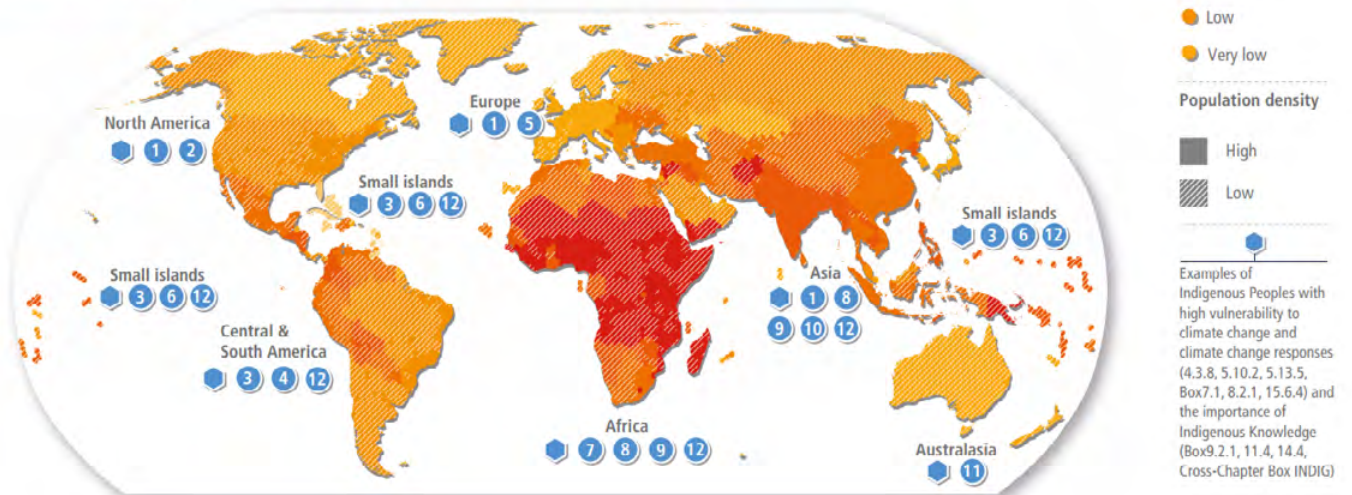 North America
1 2
Europe
1 5
Small islands
3 6 12
Small islands
3 6 12
Small islands
3 6 12
Central &
South America
3 4 12
Asia
1 8
9 10 12
Africa
7 8 9 12
Australasia
11
Low
Very low
Population density
High
Low
Examples of
Indigenous Peoples with
high vulnerability to
climate change and
climate change responses
(4.3.8, 5.10.2, 5.13.5,
Box7.1, 8.2.1, 15.6.4) and
the importance of
Indigenous Knowledge
(Box9.2.1, 11.4, 14.4,
Cross-Chapter Box INDIG)